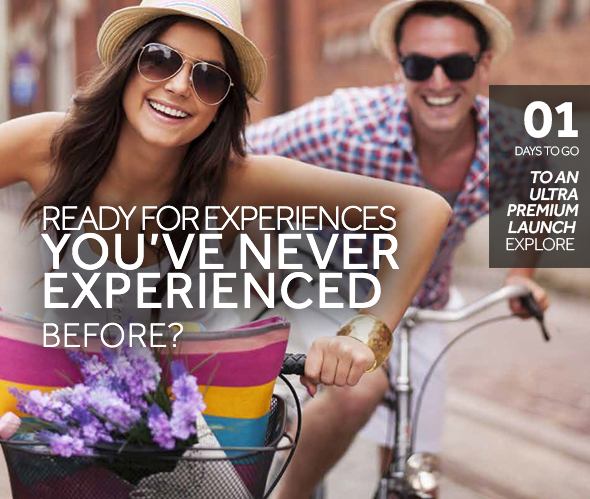 READY FOR EXPERIENCES
YOU'VE NEVER
EXPERIENCED
BEFORE?
01
DAYS TO GO
TO AN
ULTRA
PREMIUM
LAUNCH
EXPLORE